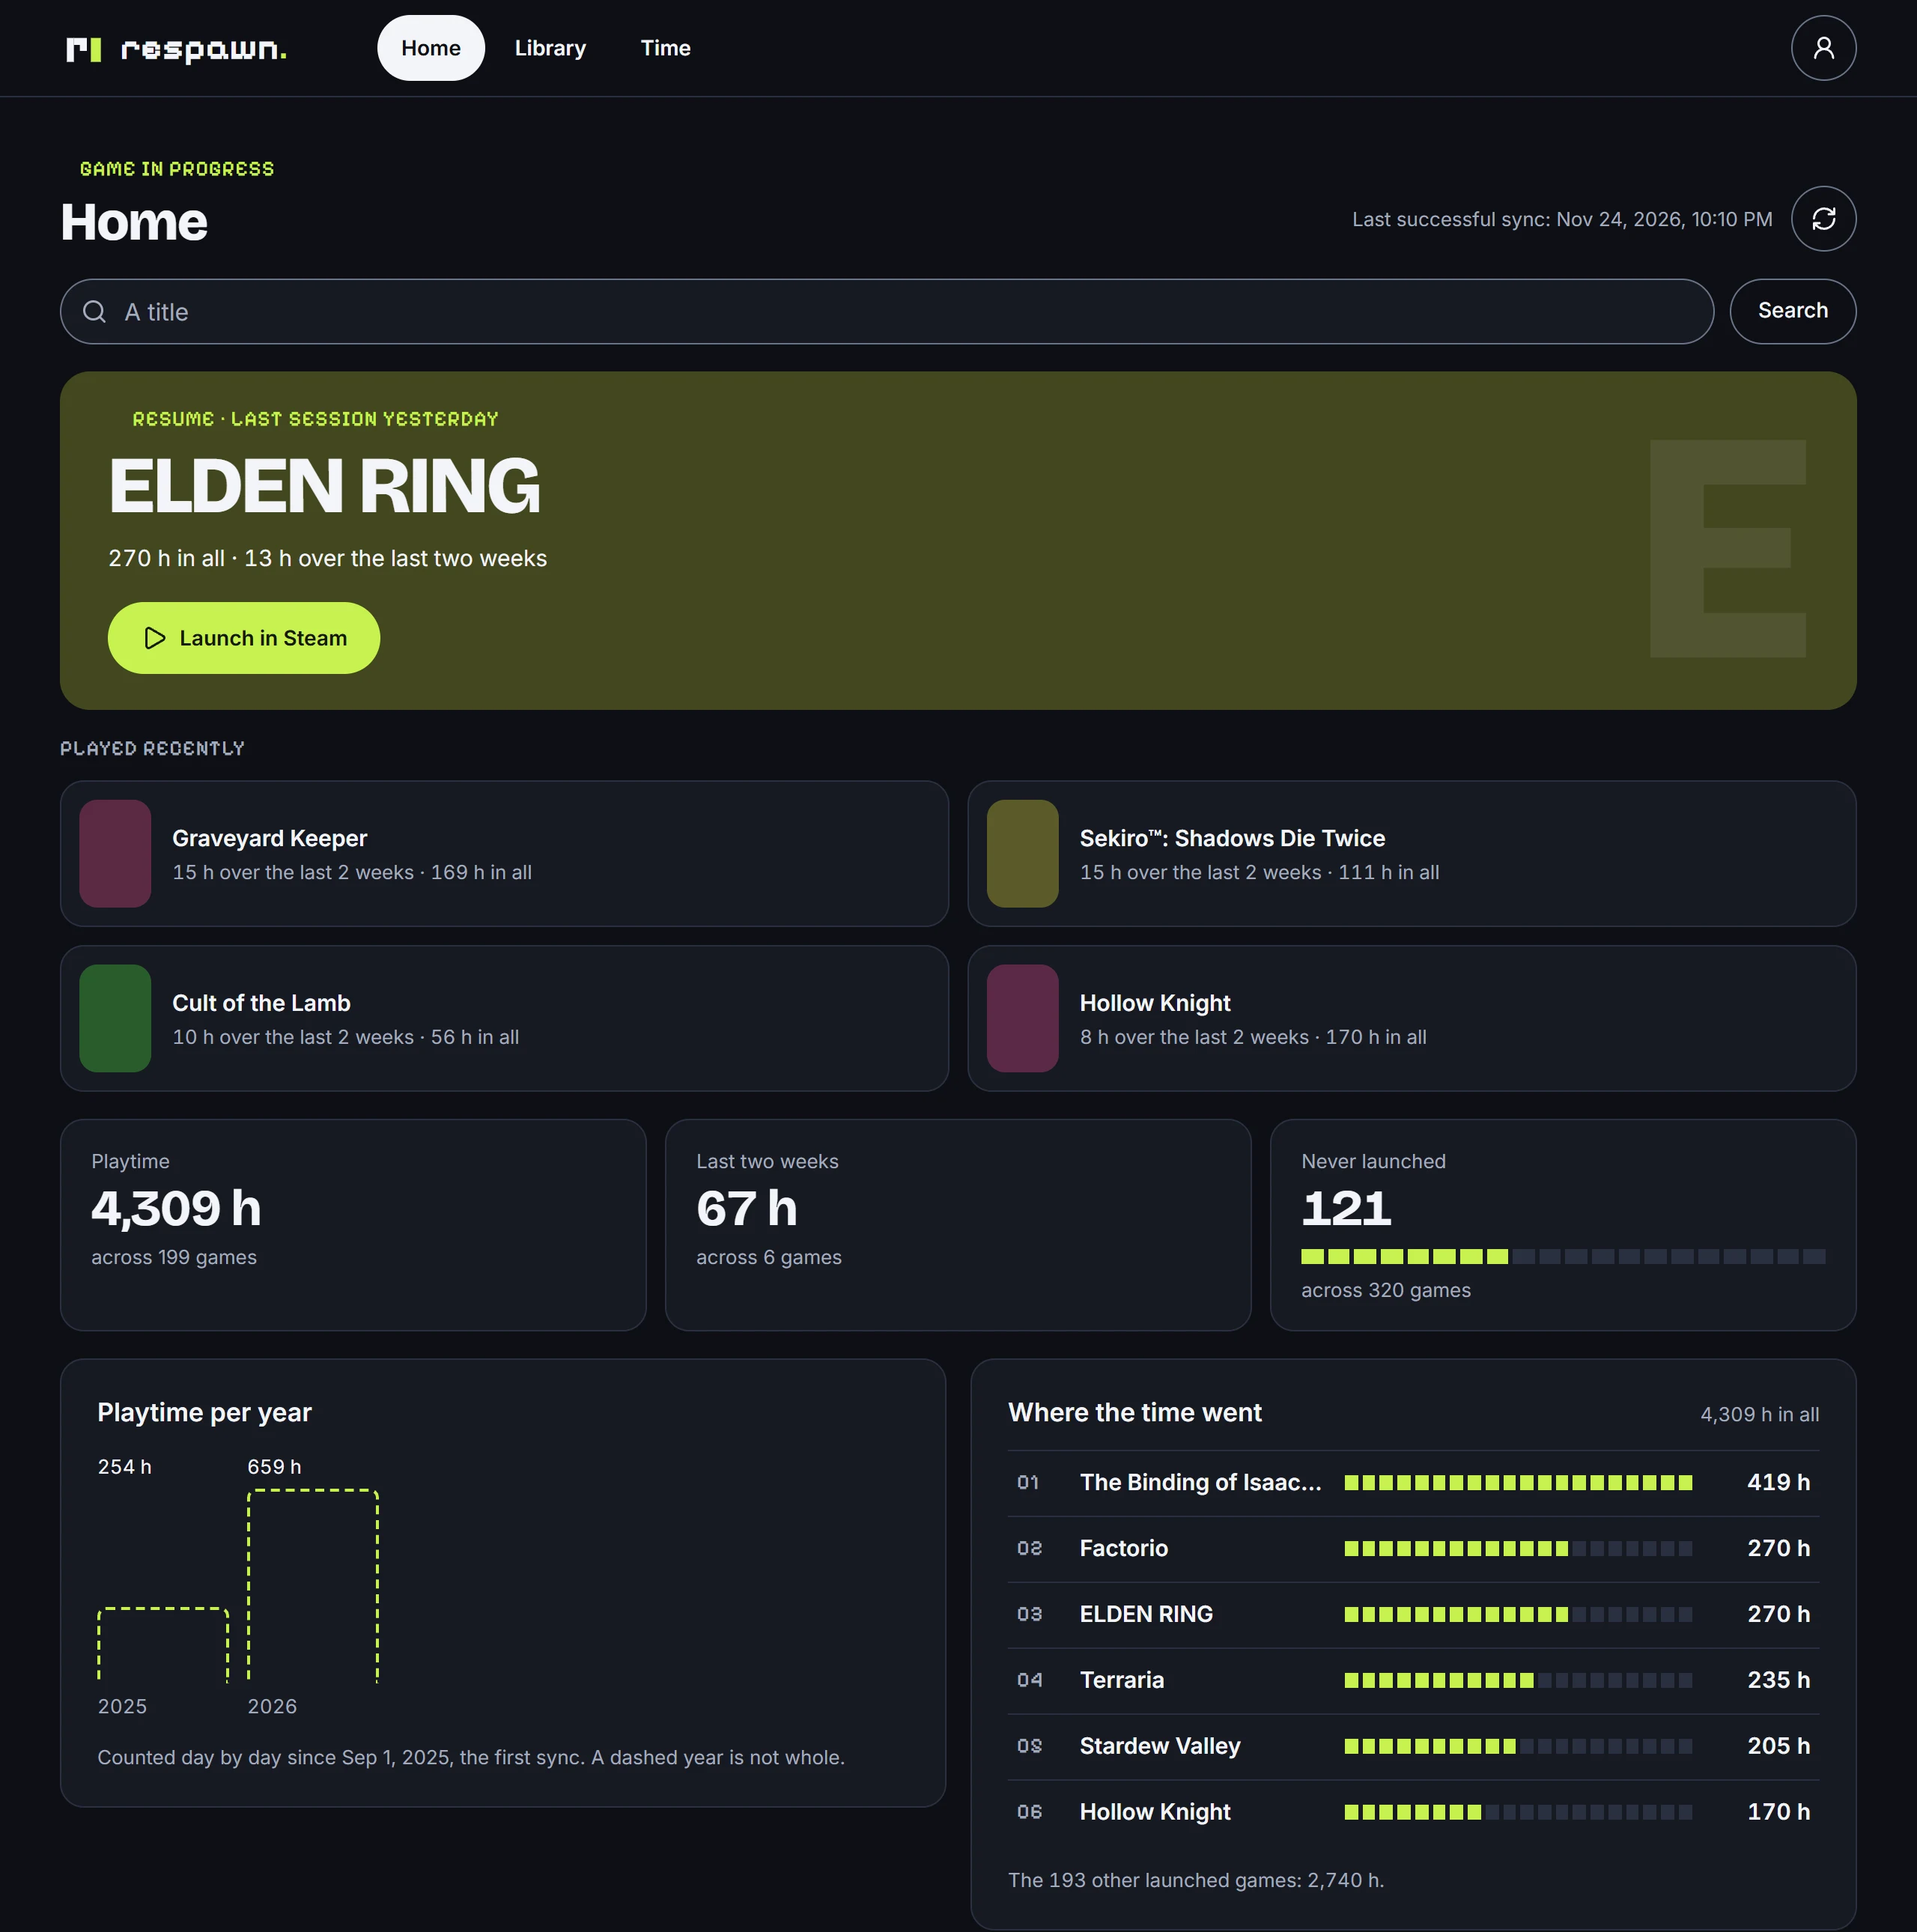 respawn.
Home
Library
Time
GAME IN PROGRESS
Home
Last successful sync: Nov 24, 2026, 10:10 PM
A title
Search
RESUME · LAST SESSION YESTERDAY
ELDEN RING
270 h in all · 13 h over the last two weeks
Launch in Steam
E
PLAYED RECENTLY
Graveyard Keeper
15 h over the last 2 weeks · 169 h in all
Sekiro™: Shadows Die Twice
15 h over the last 2 weeks · 111 h in all
Cult of the Lamb
10 h over the last 2 weeks · 56 h in all
Hollow Knight
8 h over the last 2 weeks · 170 h in all
Playtime
4,309 h
across 199 games
Last two weeks
67 h
across 6 games
Never launched
121
across 320 games
Playtime per year
254 h
659 h
2025
2026
Counted day by day since Sep 1, 2025, the first sync. A dashed year is not whole.
Where the time went
4,309 h in all
01 The Binding of Isaac... 419 h
02 Factorio 270 h
03 ELDEN RING 270 h
04 Terraria 235 h
05 Stardew Valley 205 h
06 Hollow Knight 170 h
The 193 other launched games: 2,740 h.